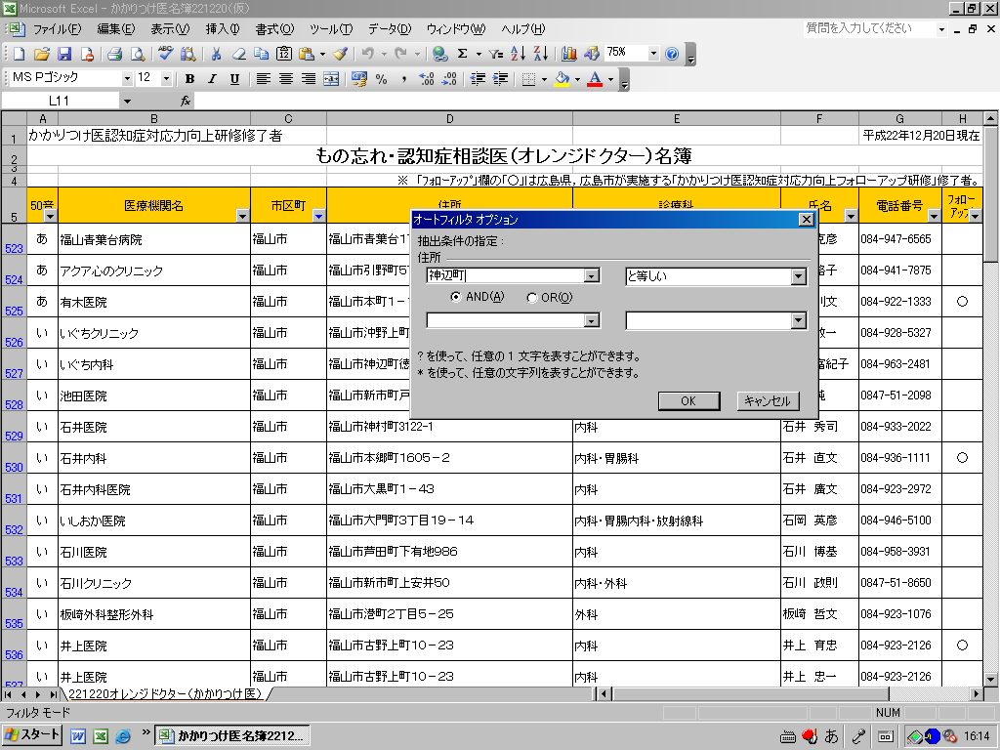 Microsoft Excel - かかりつけ医名簿221220(仮)
ファイル(F) 編集(E) 表示(V) 挿入(I) 書式(O) ツール(T) データ(D) ウィンドウ(W) ヘルプ(H) 質問を入力してください
75%
MS Pゴシック 12 B I U
L11 fx
A B C D E F G H
1 かかりつけ医認知症対応力向上研修修了者 平成22年12月20日現在
2 もの忘れ・認知症相談医(オレンジドクター)名簿
3
4 ※「フォローアップ」欄の「○」は広島県，広島市が実施する「かかりつけ医認知症対応力向上フォローアップ研修」修了者。
5 50音 医療機関名 市区町 住所 診療科 氏名 電話番号 フォローアップ
オートフィルタ オプション
抽出条件の指定:
住所
神辺町 と等しい
AND(A) OR(O)
? を使って、任意の 1 文字を表すことができます。
* を使って、任意の文字列を表すことができます。
OK キャンセル
523 あ 福山青葉台病院 福山市 福山市青葉台1 克彦 084-947-6565
524 あ アクア心のクリニック 福山市 福山市引野町5 子 084-941-7875
525 あ 有木医院 福山市 福山市本町1- 文 084-922-1333 ○
526 い いぐちクリニック 福山市 福山市沖野上町 一 084-928-5327
527 い いぐち内科 福山市 福山市神辺町徳 富紀子 084-963-2481
528 い 池田医院 福山市 福山市新市町戸 純 0847-51-2098
529 い 石井医院 福山市 福山市神村町3122-1 内科 石井 秀司 084-933-2022
530 い 石井内科 福山市 福山市本郷町1605-2 内科・胃腸科 石井 直文 084-936-1111 ○
531 い 石井内科医院 福山市 福山市大黒町1-43 内科 石井 廣文 084-923-2972
532 い いしおか医院 福山市 福山市大門町3丁目19-14 内科・胃腸内科・放射線科 石岡 英彦 084-946-5100
533 い 石川医院 福山市 福山市芦田町下有地986 内科 石川 博基 084-958-3931
534 い 石川クリニック 福山市 福山市新市町上安井50 内科・外科 石川 政則 0847-51-8650
535 い 板崎外科整形外科 福山市 福山市港町2丁目5-25 外科 板崎 哲文 084-923-1076
536 い 井上医院 福山市 福山市古野上町10-23 内科 井上 育忠 084-923-2126 ○
537 い 井上医院 福山市 福山市古野上町10-23 内科 井上 忠一 084-923-2126
221220オレンジドクター(かかりつけ医)
フィルタ モード NUM
スタート かかりつけ医名簿2212... あ 16:14